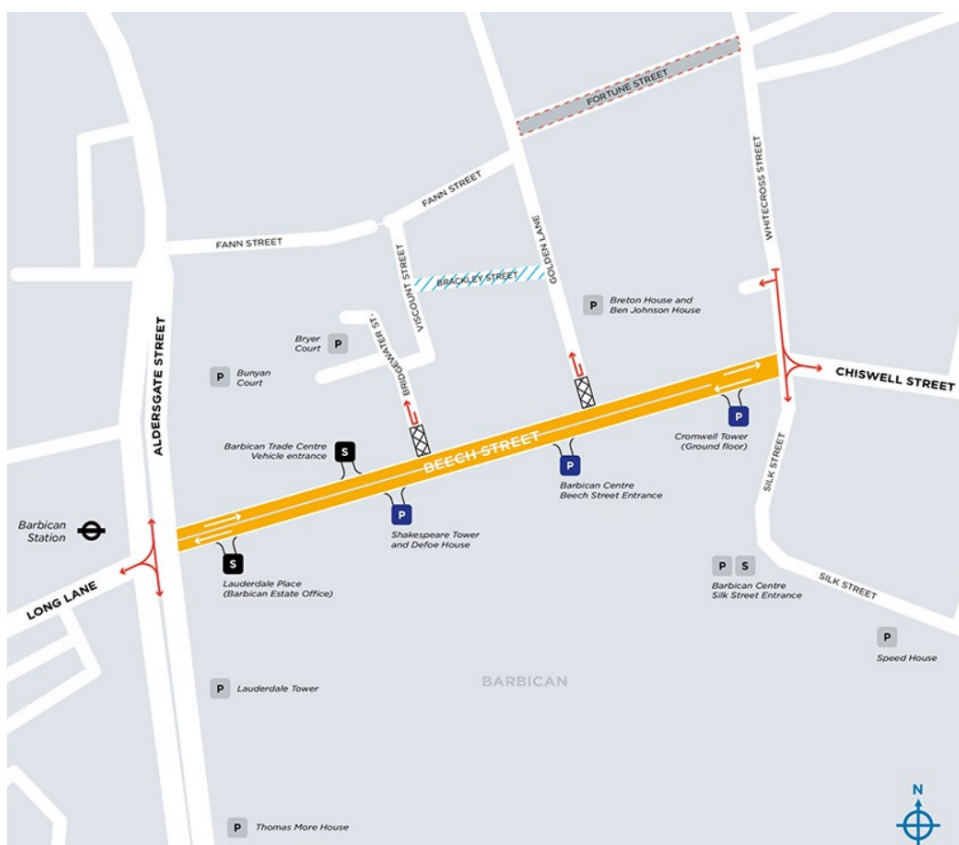 FORTUNE STREET
WHITECROSS STREET
FANN STREET
FANN STREET
GOLDEN LANE
BRACKLEY STREET
VISCOUNT STREET
P
Breton House and
Ben Johnson House
Bryer
Court
P
BRIDGEWATER ST.
ALDERSGATE STREET
P
Bunyan
Court
CHISWELL STREET
P
Cromwell Tower
(Ground floor)
Barbican Trade Centre
Vehicle entrance
S
BEECH STREET
P
Barbican Centre
Beech Street Entrance
SILK STREET
P
Shakespeare Tower
and Defoe House
Barbican
Station
S
Lauderdale Place
(Barbican Estate Office)
LONG LANE
P S
Barbican Centre
Silk Street Entrance
SILK STREET
P
Speed House
BARBICAN
P
Lauderdale Tower
N
P
Thomas More House